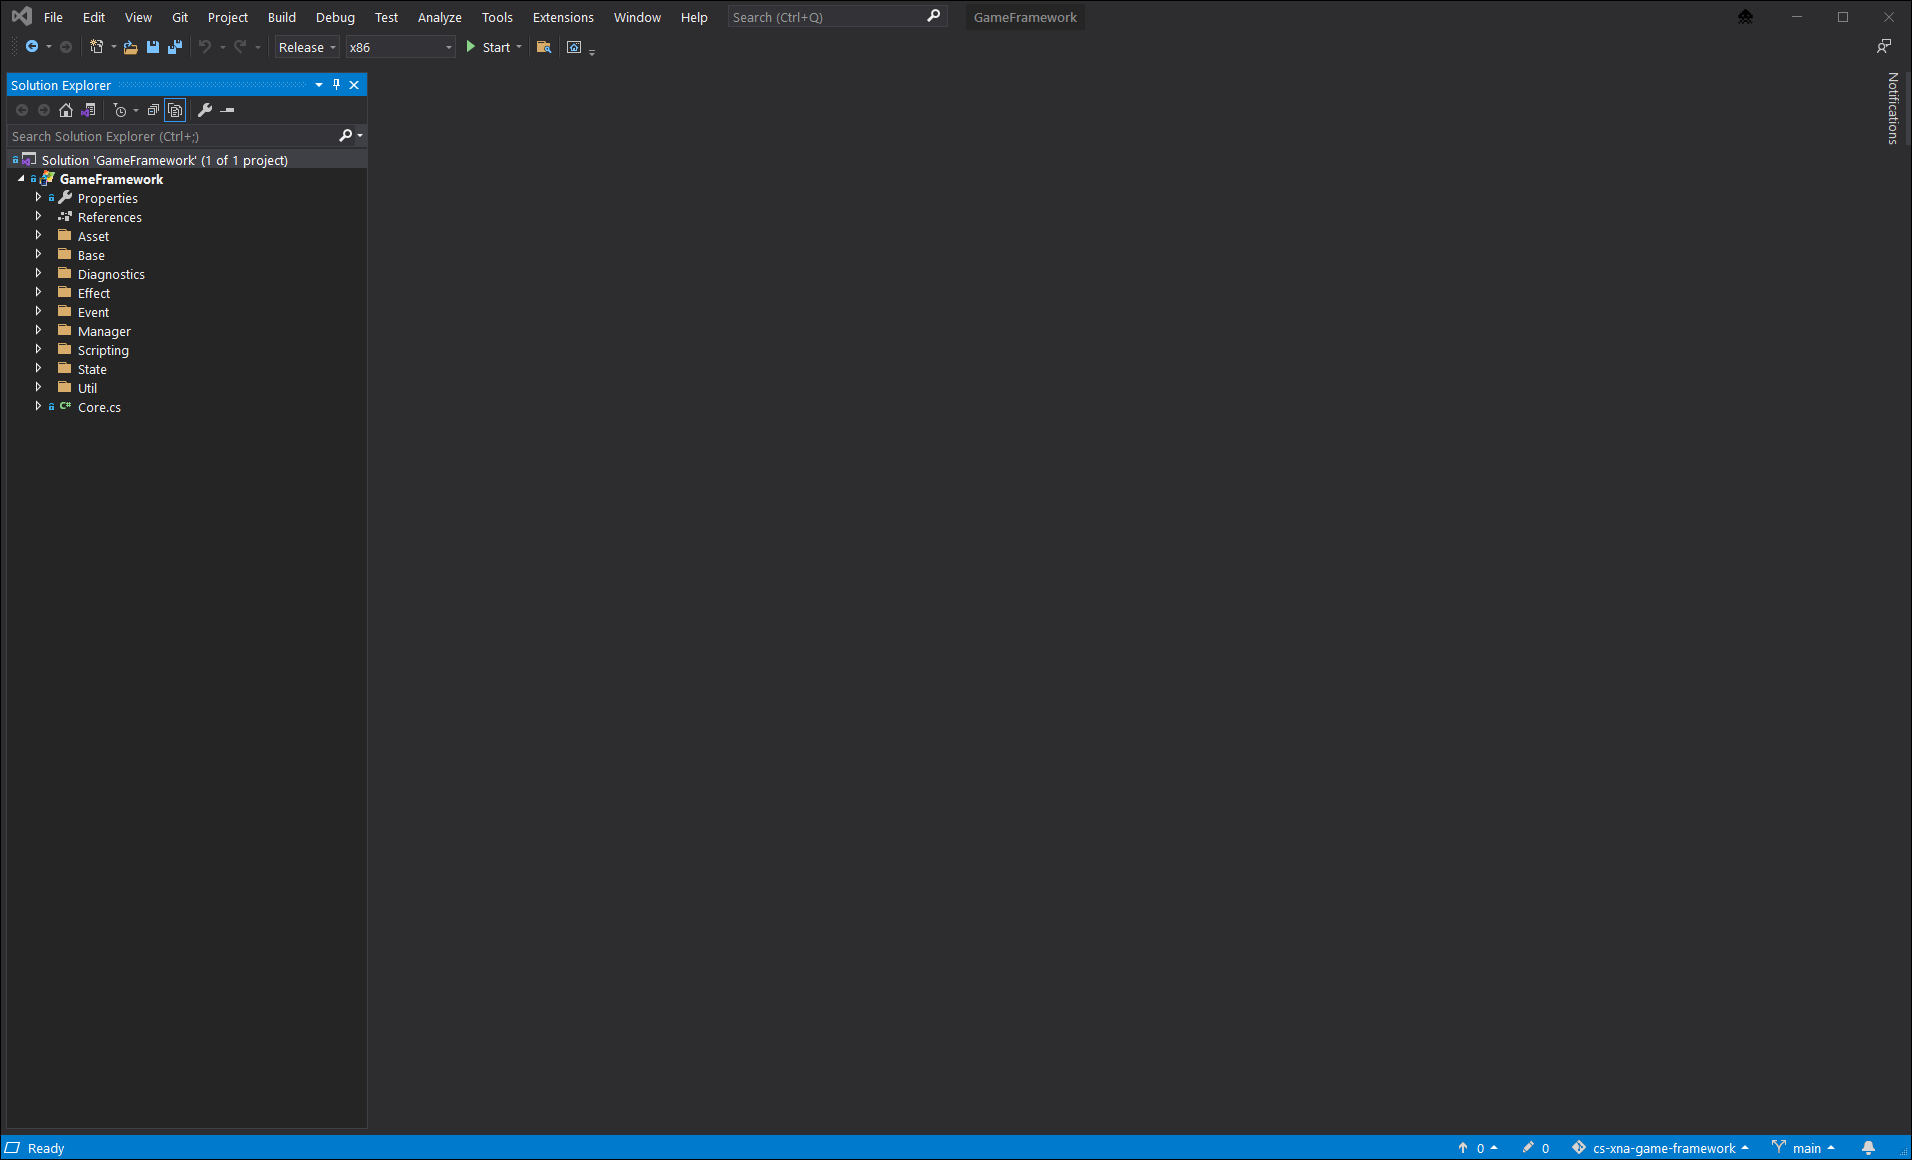 File Edit View Git Project Build Debug Test Analyze Tools Extensions Window Help Search (Ctrl+Q) GameFramework
Release x86 Start
Notifications
Solution Explorer
Search Solution Explorer (Ctrl+;)
Solution 'GameFramework' (1 of 1 project)
GameFramework
Properties
References
Asset
Base
Diagnostics
Effect
Event
Manager
Scripting
State
Util
C# Core.cs
Ready 0 0 cs-xna-game-framework main